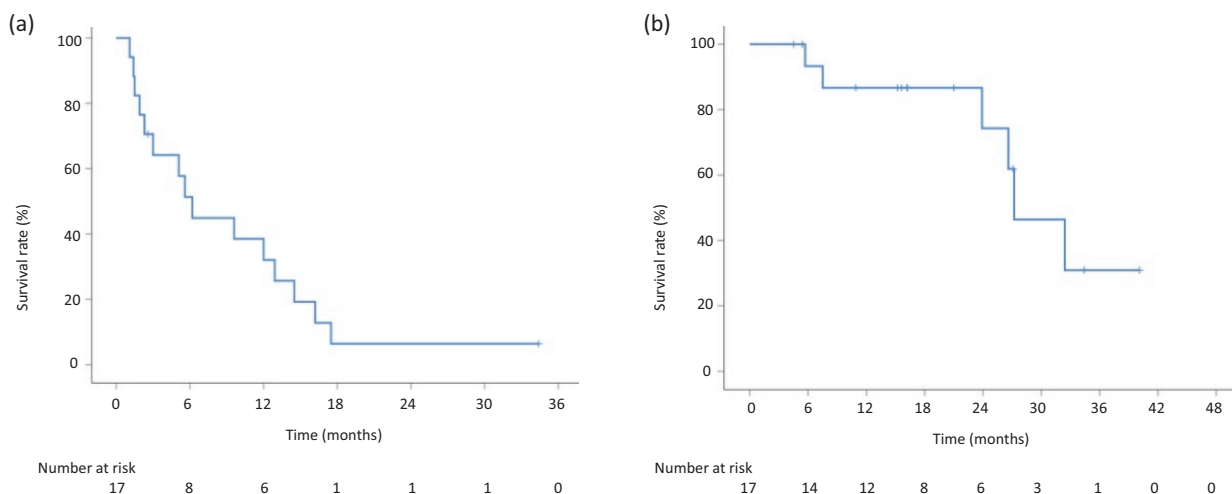 (a)
100
80
60
40
20
0
Survival rate (%)
0 6 12 18 24 30 36
Time (months)
Number at risk
17 8 6 1 1 1 0
(b)
100
80
60
40
20
0
Survival rate (%)
0 6 12 18 24 30 36 42 48
Time (months)
Number at risk
17 14 12 8 6 3 1 0 0